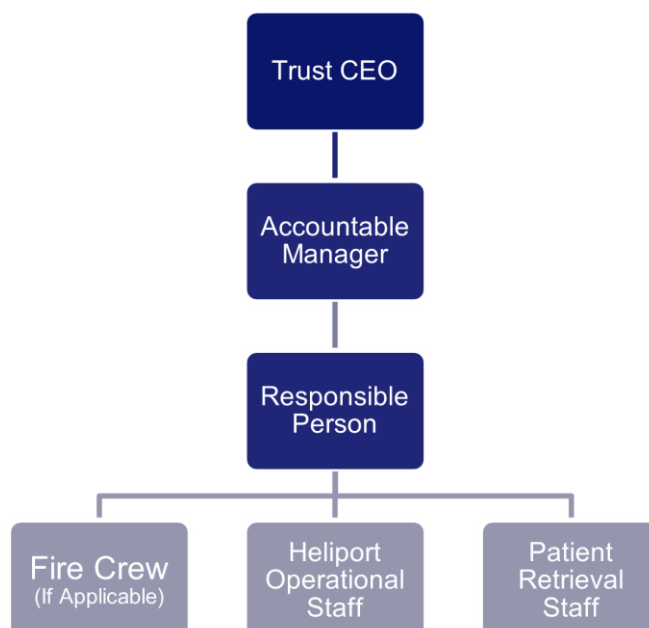 Trust CEO
Accountable
Manager
Responsible
Person
Fire Crew
(If Applicable)
Heliport
Operational
Staff
Patient
Retrieval
Staff